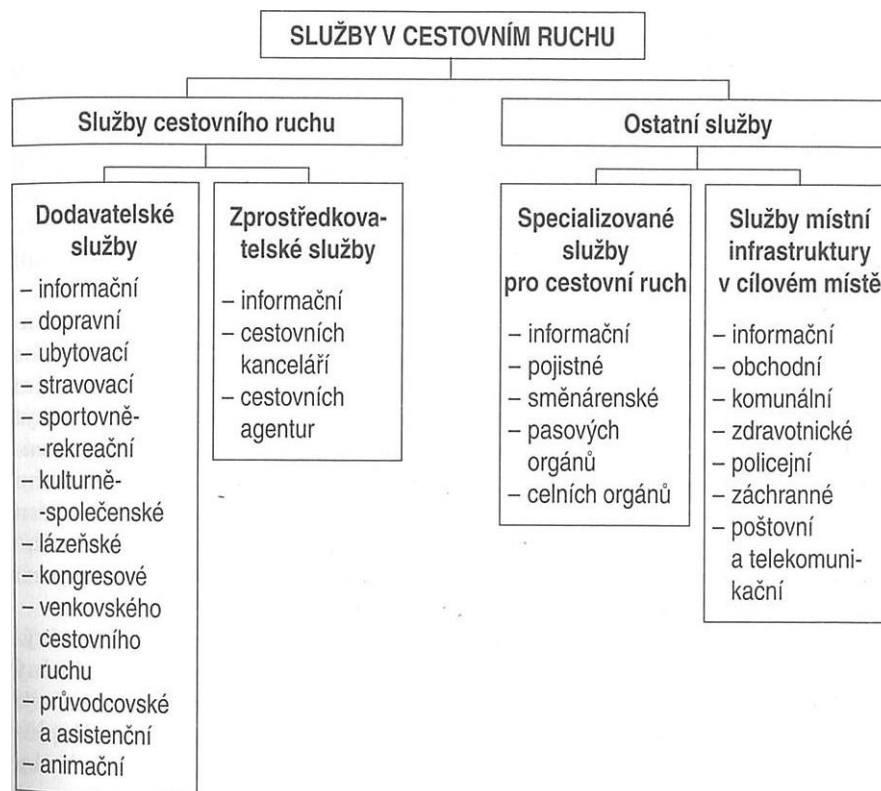 SLUŽBY V CESTOVNÍM RUCHU
Služby cestovního ruchu
Ostatní služby
Dodavatelské
služby
– informační
– dopravní
– ubytovací
– stravovací
– sportovně-
-rekreační
– kulturně-
-společenské
– lázeňské
– kongresové
– venkovského
cestovního
ruchu
– průvodcovské
a asistenční
– animační
Zprostředkova-
telské služby
– informační
– cestovních
kanceláří
– cestovních
agentur
Specializované
služby
pro cestovní ruch
– informační
– pojistné
– směnárenské
– pasových
orgánů
– celních orgánů
Služby místní
infrastruktury
v cílovém místě
– informační
– obchodní
– komunální
– zdravotnické
– policejní
– záchranné
– poštovní
a telekomuni-
kační